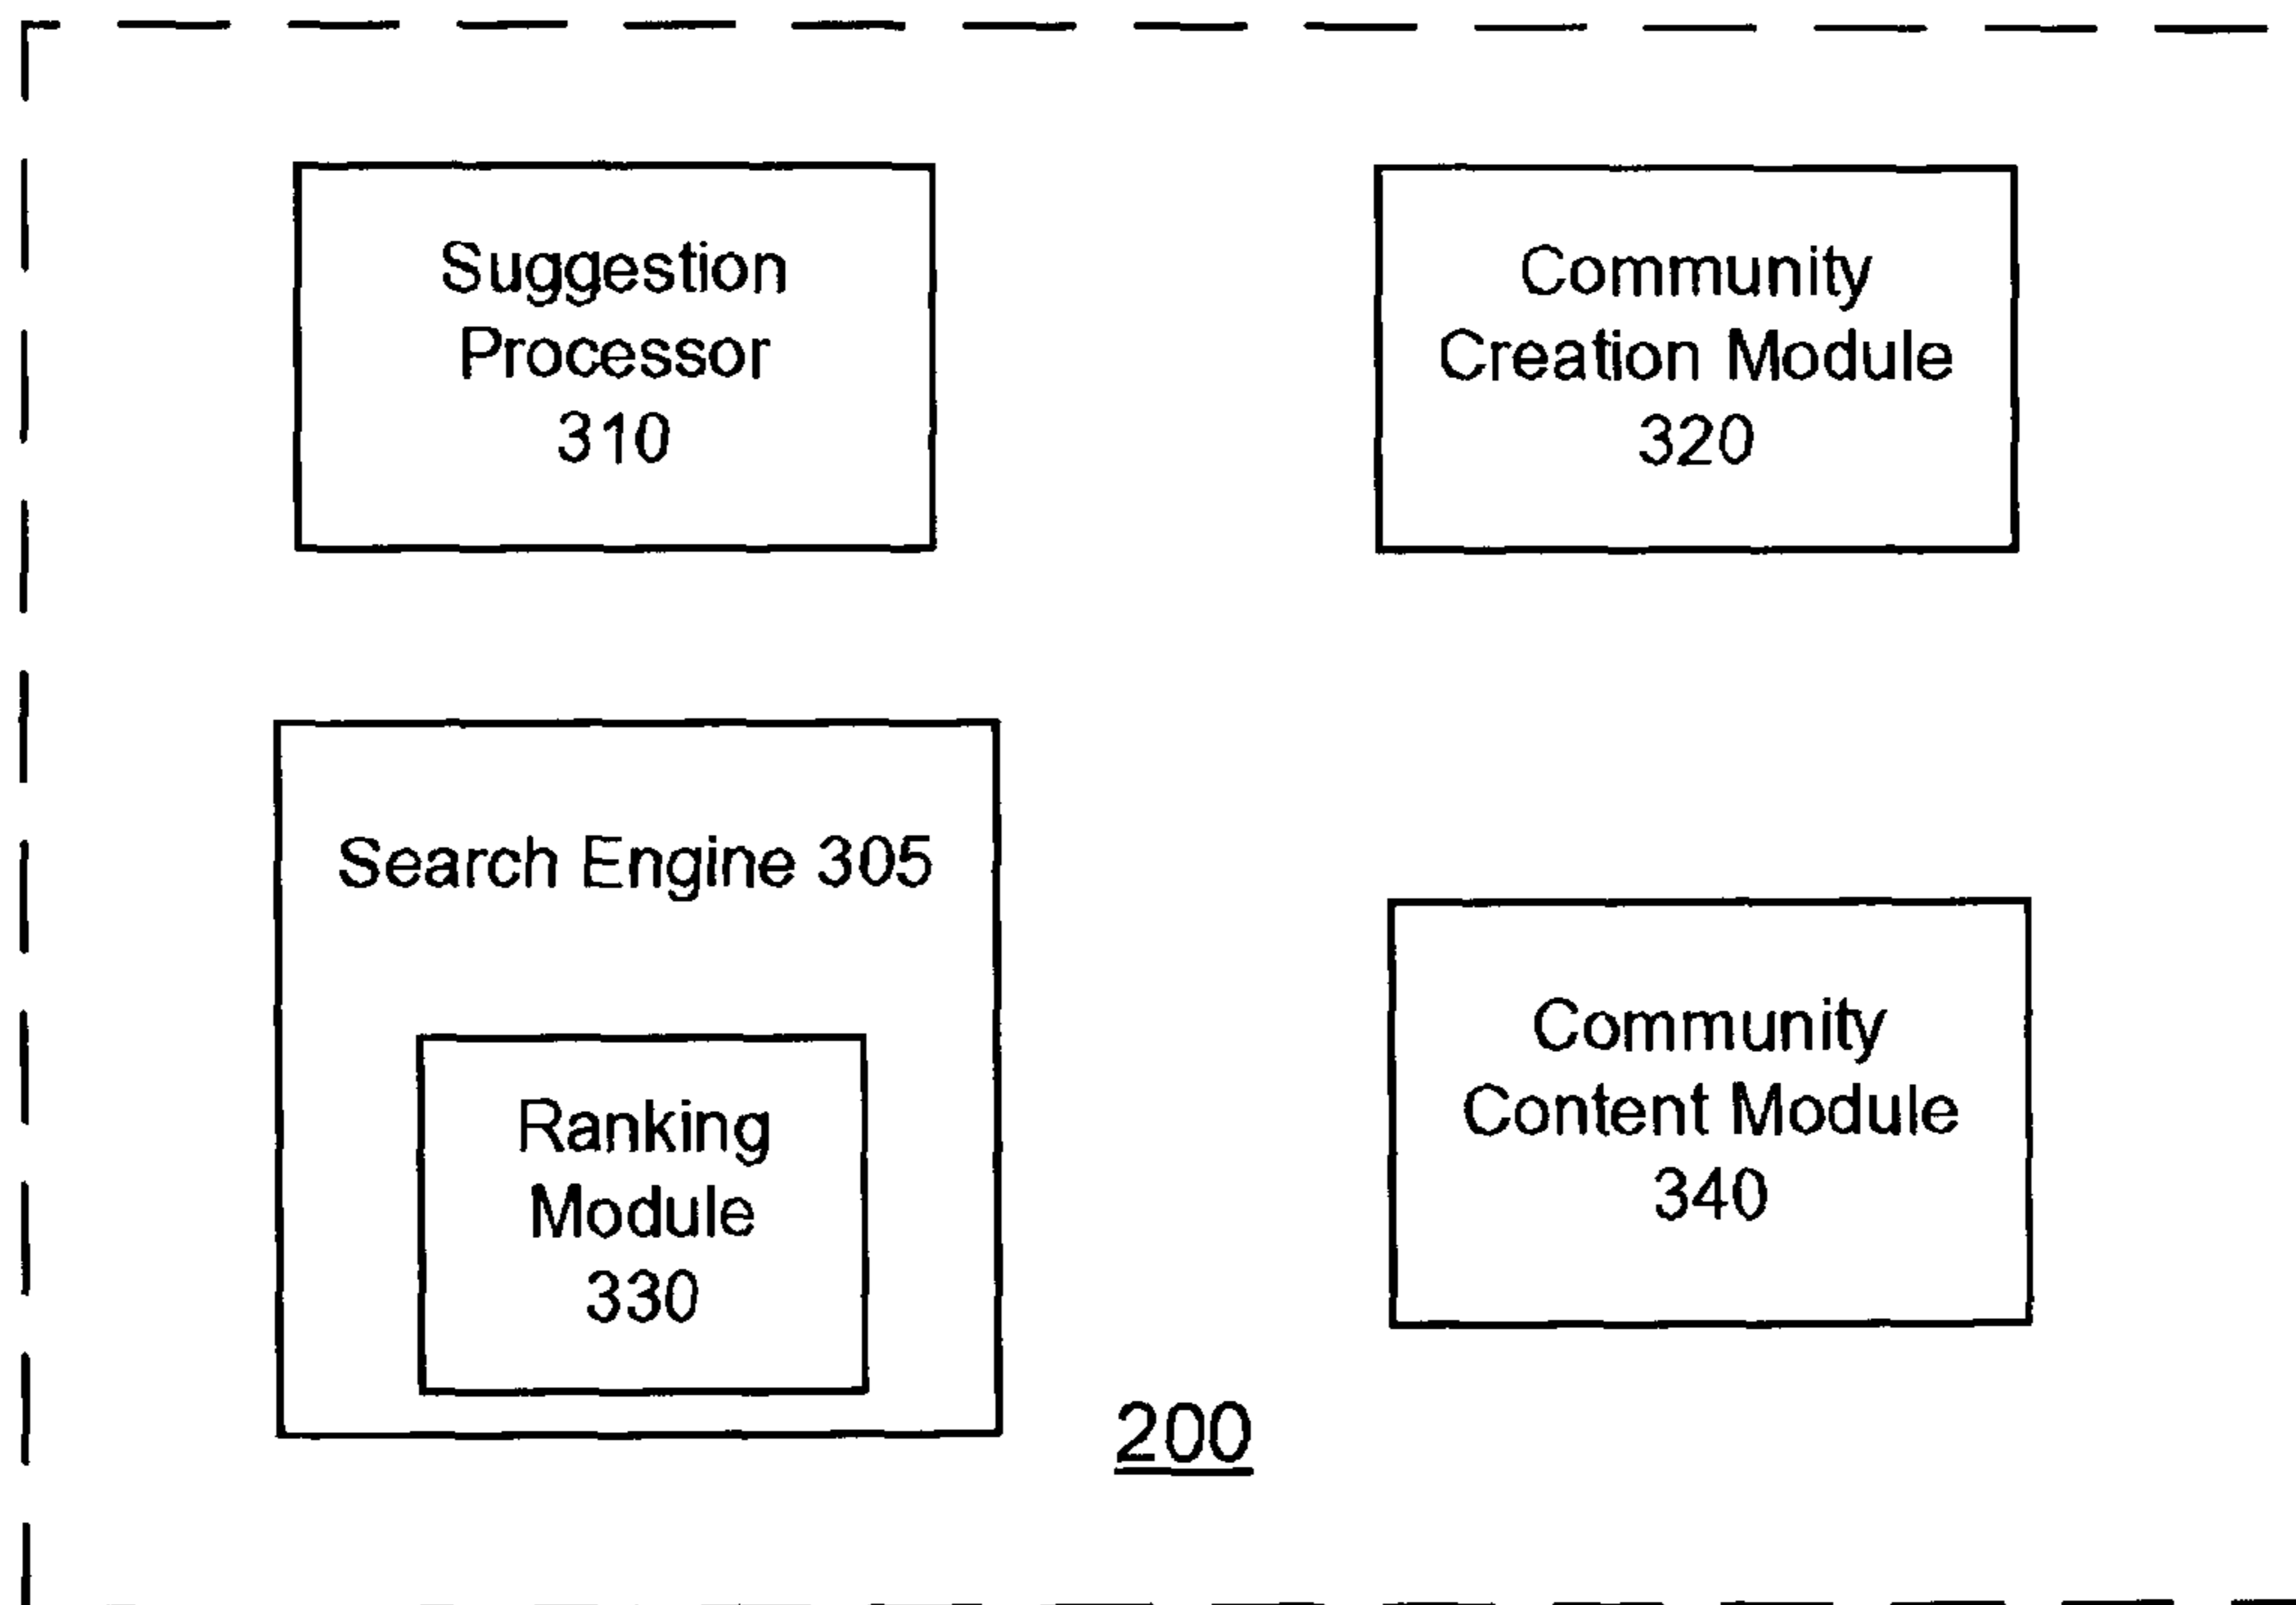 Suggestion
Processor
310
Community
Creation Module
320
Search Engine 305
Ranking
Module
330
Community
Content Module
340
200